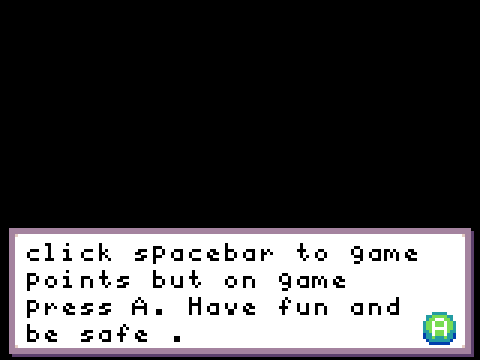 click spacebar to game
points but on game
press A. Have fun and
be safe .
A